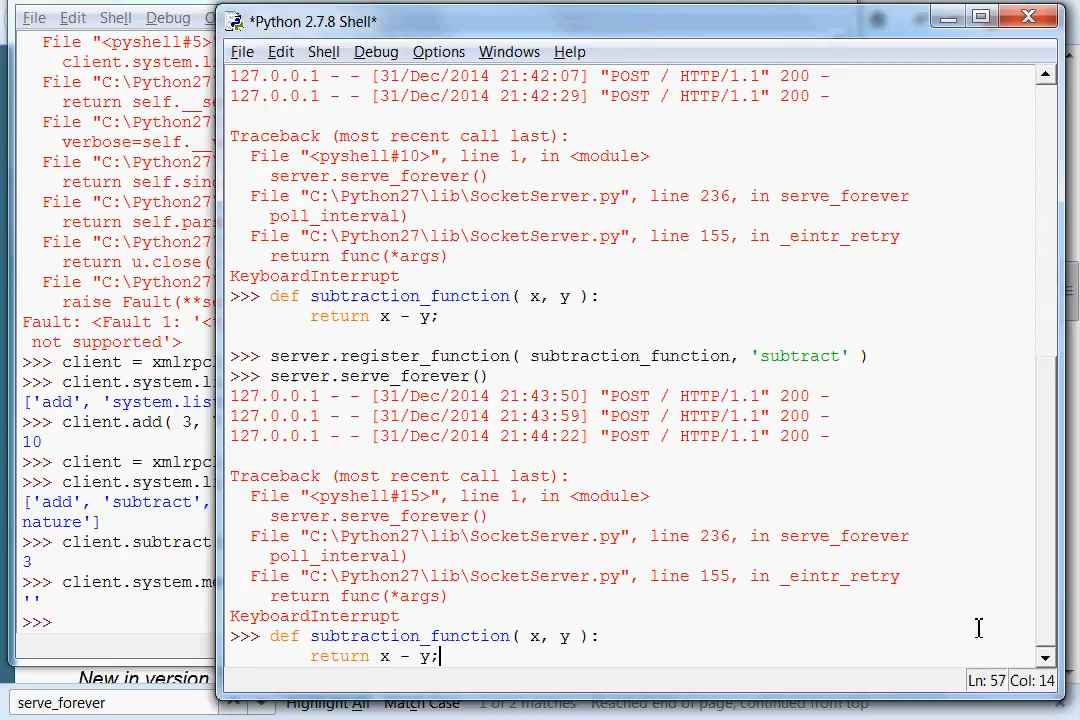 File Edit Shell Debug
File "<pyshell#5>"
client.system.li
File "C:\Python27
return self.__se
File "C:\Python27
verbose=self.__
File "C:\Python27
return self.sing
File "C:\Python27
return self.pars
File "C:\Python27
return u.close()
File "C:\Python27
raise Fault(**se
Fault: <Fault 1: '<
not supported'>
>>> client = xmlrpc
>>> client.system.li
['add', 'system.list
>>> client.add( 3,
10
>>> client = xmlrpc
>>> client.system.li
['add', 'subtract',
nature']
>>> client.subtract
3
>>> client.system.me
''
>>>
*Python 2.7.8 Shell*
File Edit Shell Debug Options Windows Help
127.0.0.1 - - [31/Dec/2014 21:42:07] "POST / HTTP/1.1" 200 -
127.0.0.1 - - [31/Dec/2014 21:42:29] "POST / HTTP/1.1" 200 -
Traceback (most recent call last):
File "<pyshell#10>", line 1, in <module>
server.serve_forever()
File "C:\Python27\lib\SocketServer.py", line 236, in serve_forever
poll_interval)
File "C:\Python27\lib\SocketServer.py", line 155, in _eintr_retry
return func(*args)
KeyboardInterrupt
>>> def subtraction_function( x, y ):
return x - y;
>>> server.register_function( subtraction_function, 'subtract' )
>>> server.serve_forever()
127.0.0.1 - - [31/Dec/2014 21:43:50] "POST / HTTP/1.1" 200 -
127.0.0.1 - - [31/Dec/2014 21:43:59] "POST / HTTP/1.1" 200 -
127.0.0.1 - - [31/Dec/2014 21:44:22] "POST / HTTP/1.1" 200 -
Traceback (most recent call last):
File "<pyshell#15>", line 1, in <module>
server.serve_forever()
File "C:\Python27\lib\SocketServer.py", line 236, in serve_forever
poll_interval)
File "C:\Python27\lib\SocketServer.py", line 155, in _eintr_retry
return func(*args)
KeyboardInterrupt
>>> def subtraction_function( x, y ):
return x - y;
Ln: 57 Col: 14
New in version
serve_forever Highlight All Match Case 1 of 2 matches Reached end of page, continued from top